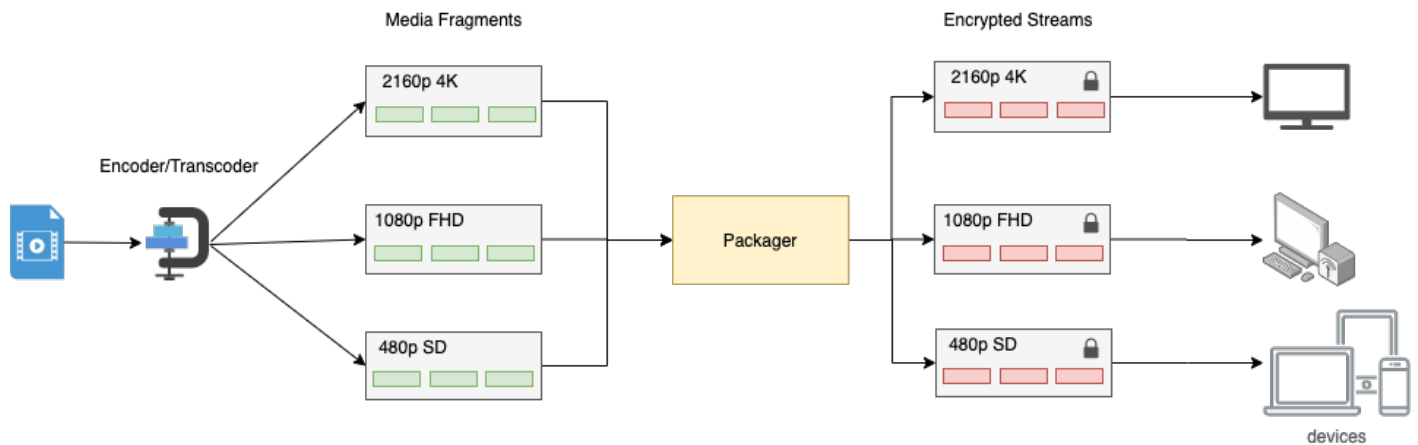 Media Fragments
Encrypted Streams
2160p 4K
2160p 4K
Encoder/Transcoder
1080p FHD
1080p FHD
Packager
480p SD
480p SD
devices